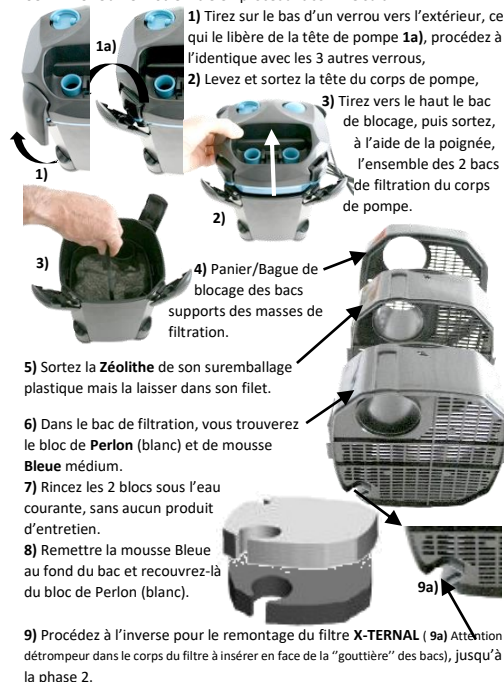 1) Tirez sur le bas d'un verrou vers l'extérieur, ce
qui le libère de la tête de pompe 1a), procédez à
l'identique avec les 3 autres verrous,
2) Levez et sortez la tête du corps de pompe,
3) Tirez vers le haut le bac
de blocage, puis sortez,
à l'aide de la poignée,
l'ensemble des 2 bacs
de filtration du corps
de pompe.
1a)
1)
2)
3)
4) Panier/Bague de
blocage des bacs
supports des masses de
filtration.
5) Sortez la Zéolithe de son suremballage
plastique mais la laisser dans son filet.
6) Dans le bac de filtration, vous trouverez
le bloc de Perlon (blanc) et de mousse
Bleue médium.
7) Rincez les 2 blocs sous l'eau
courante, sans aucun produit
d'entretien.
8) Remettre la mousse Bleue
au fond du bac et recouvrez-là
du bloc de Perlon (blanc).
9a)
9) Procédez à l'inverse pour le remontage du filtre X-TERNAL ( 9a) Attention
détrompeur dans le corps du filtre à insérer en face de la "gouttière" des bacs), jusqu'à
la phase 2.